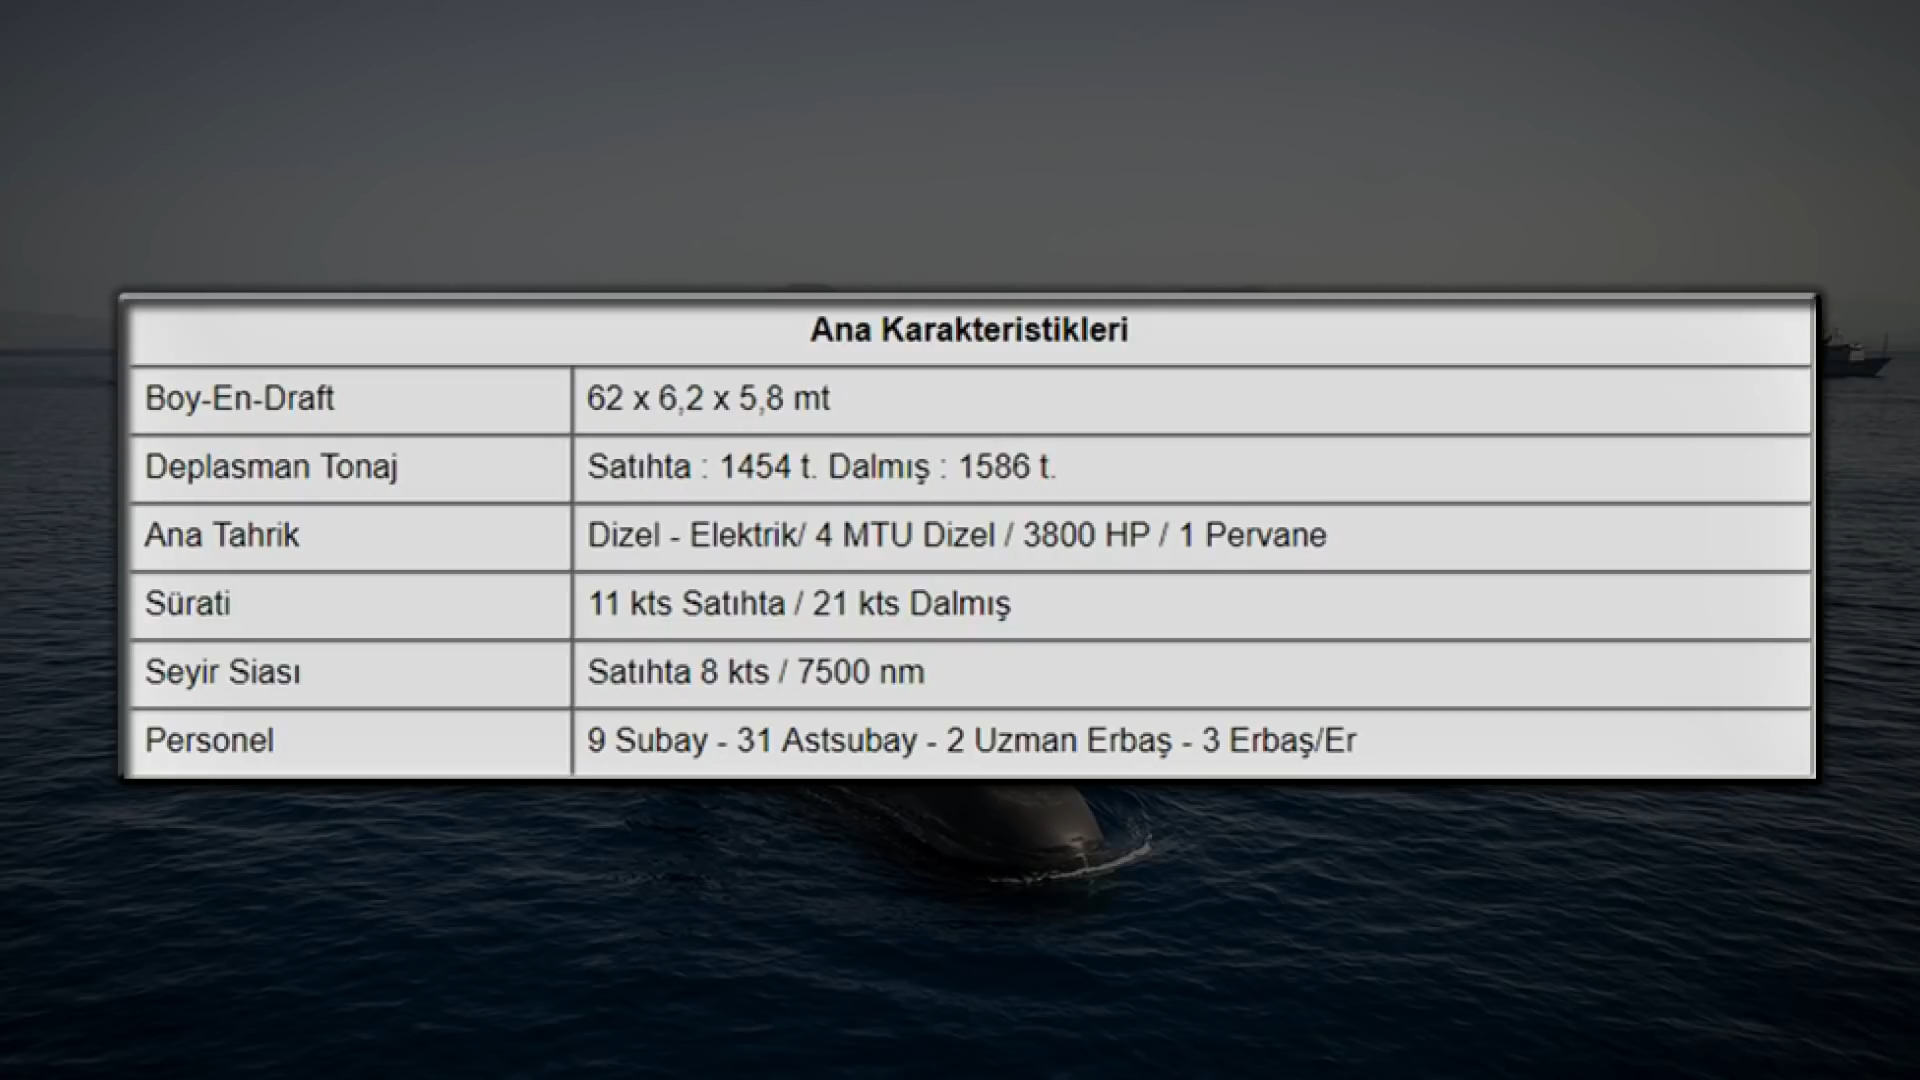 Ana Karakteristikleri
Boy-En-Draft 62 x 6,2 x 5,8 mt
Deplasman Tonaj Satıhta : 1454 t. Dalmış : 1586 t.
Ana Tahrik Dizel - Elektrik/ 4 MTU Dizel / 3800 HP / 1 Pervane
Sürati 11 kts Satıhta / 21 kts Dalmış
Seyir Siası Satıhta 8 kts / 7500 nm
Personel 9 Subay - 31 Astsubay - 2 Uzman Erbaş - 3 Erbaş/Er